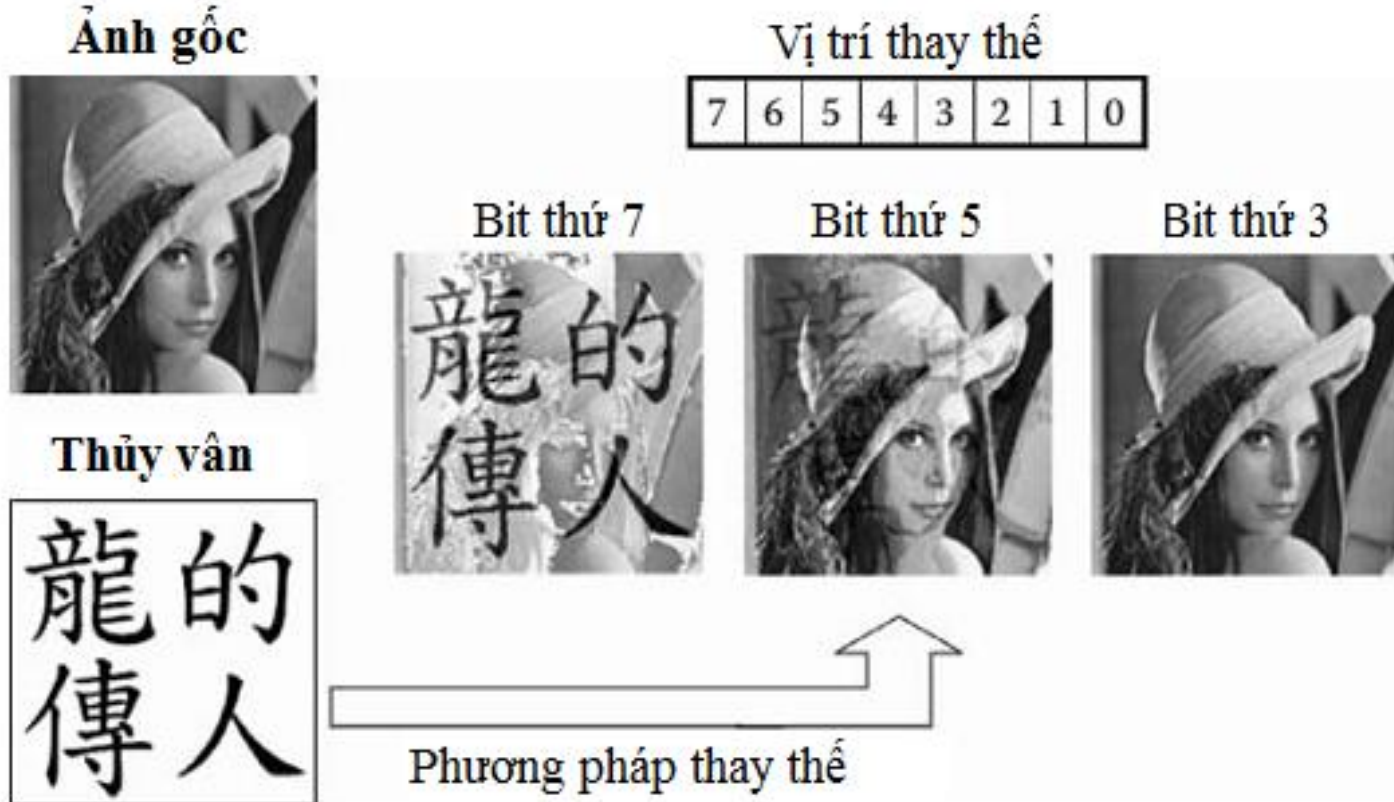 Ảnh gốc
Vị trí thay thế
7 6 5 4 3 2 1 0
Bit thứ 7
Bit thứ 5
Bit thứ 3
龍 的
傳 人
Thủy vân
龍 的
傳 人
Phương pháp thay thế